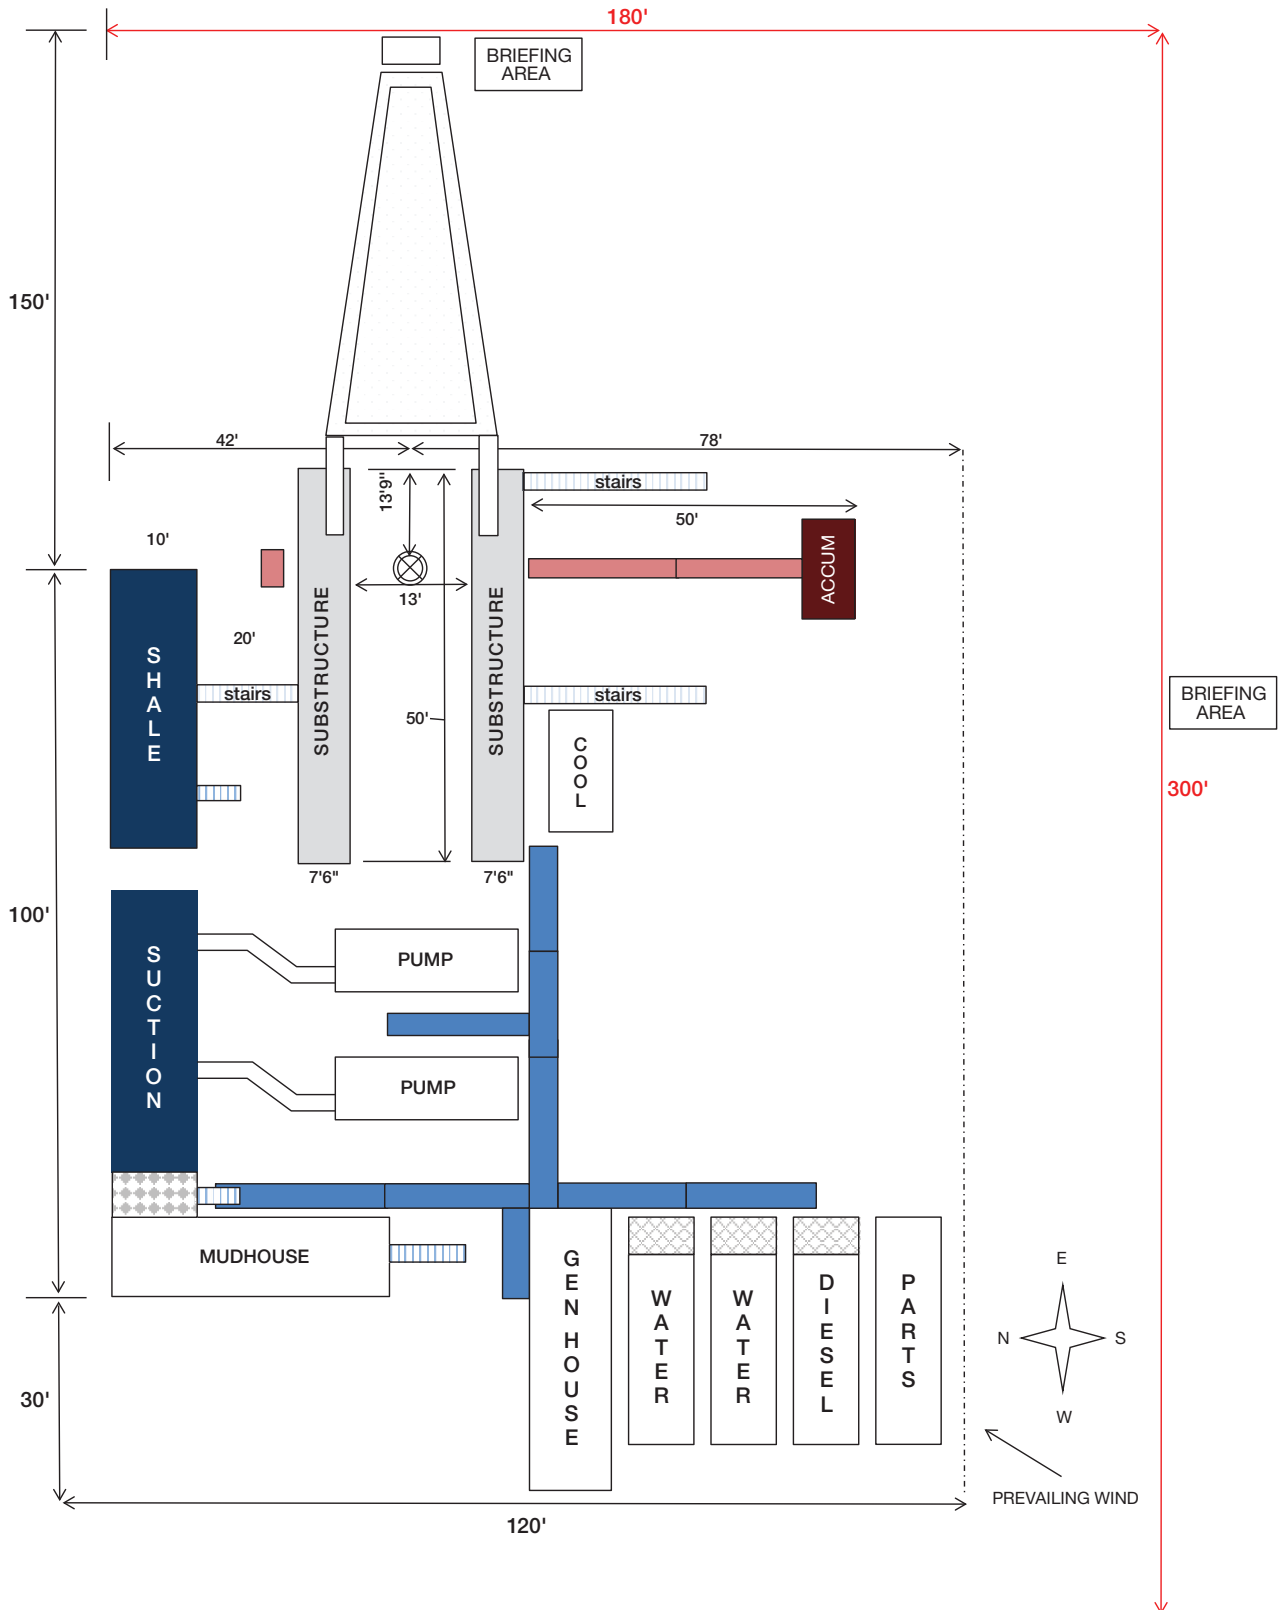 180'
BRIEFING
AREA
150'
42'
78'
13'9"
stairs
50'
10'
ACCUM
13'
20'
SHALE
stairs
SUBSTRUCTURE
SUBSTRUCTURE
stairs
50'
COOL
BRIEFING
AREA
300'
7'6"
7'6"
100'
SUCTION
PUMP
PUMP
MUDHOUSE
GEN HOUSE
WATER
WATER
DIESEL
PARTS
E
N
S
W
30'
PREVAILING WIND
120'